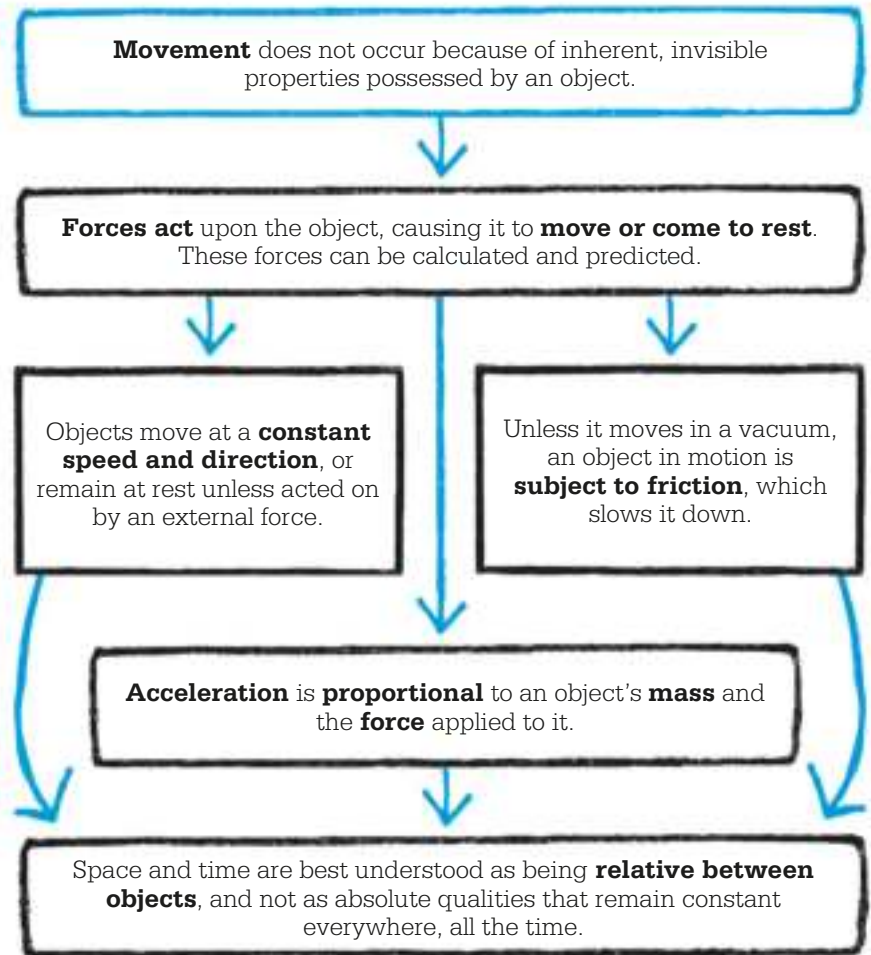 Movement does not occur because of inherent, invisible
properties possessed by an object.
Forces act upon the object, causing it to move or come to rest.
These forces can be calculated and predicted.
Objects move at a constant
speed and direction, or
remain at rest unless acted on
by an external force.
Unless it moves in a vacuum,
an object in motion is
subject to friction, which
slows it down.
Acceleration is proportional to an object's mass and
the force applied to it.
Space and time are best understood as being relative between
objects, and not as absolute qualities that remain constant
everywhere, all the time.